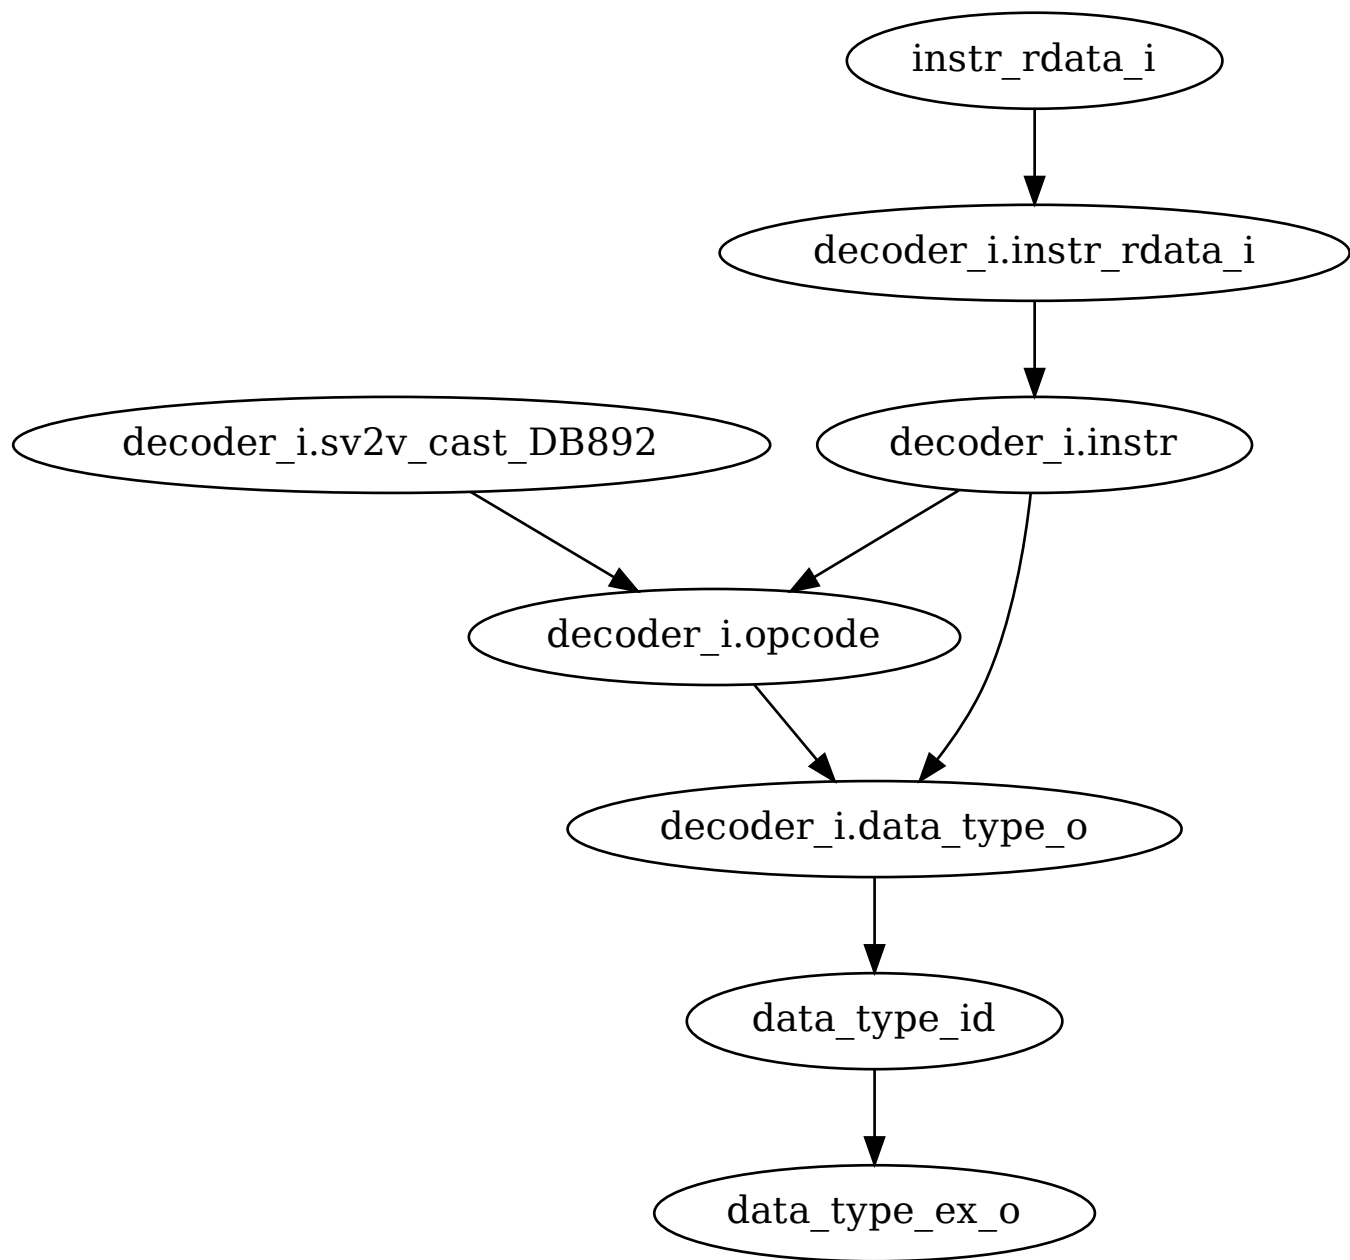 instr_rdata_i
decoder_i.instr_rdata_i
decoder_i.sv2v_cast_DB892
decoder_i.instr
decoder_i.opcode
decoder_i.data_type_o
data_type_id
data_type_ex_o